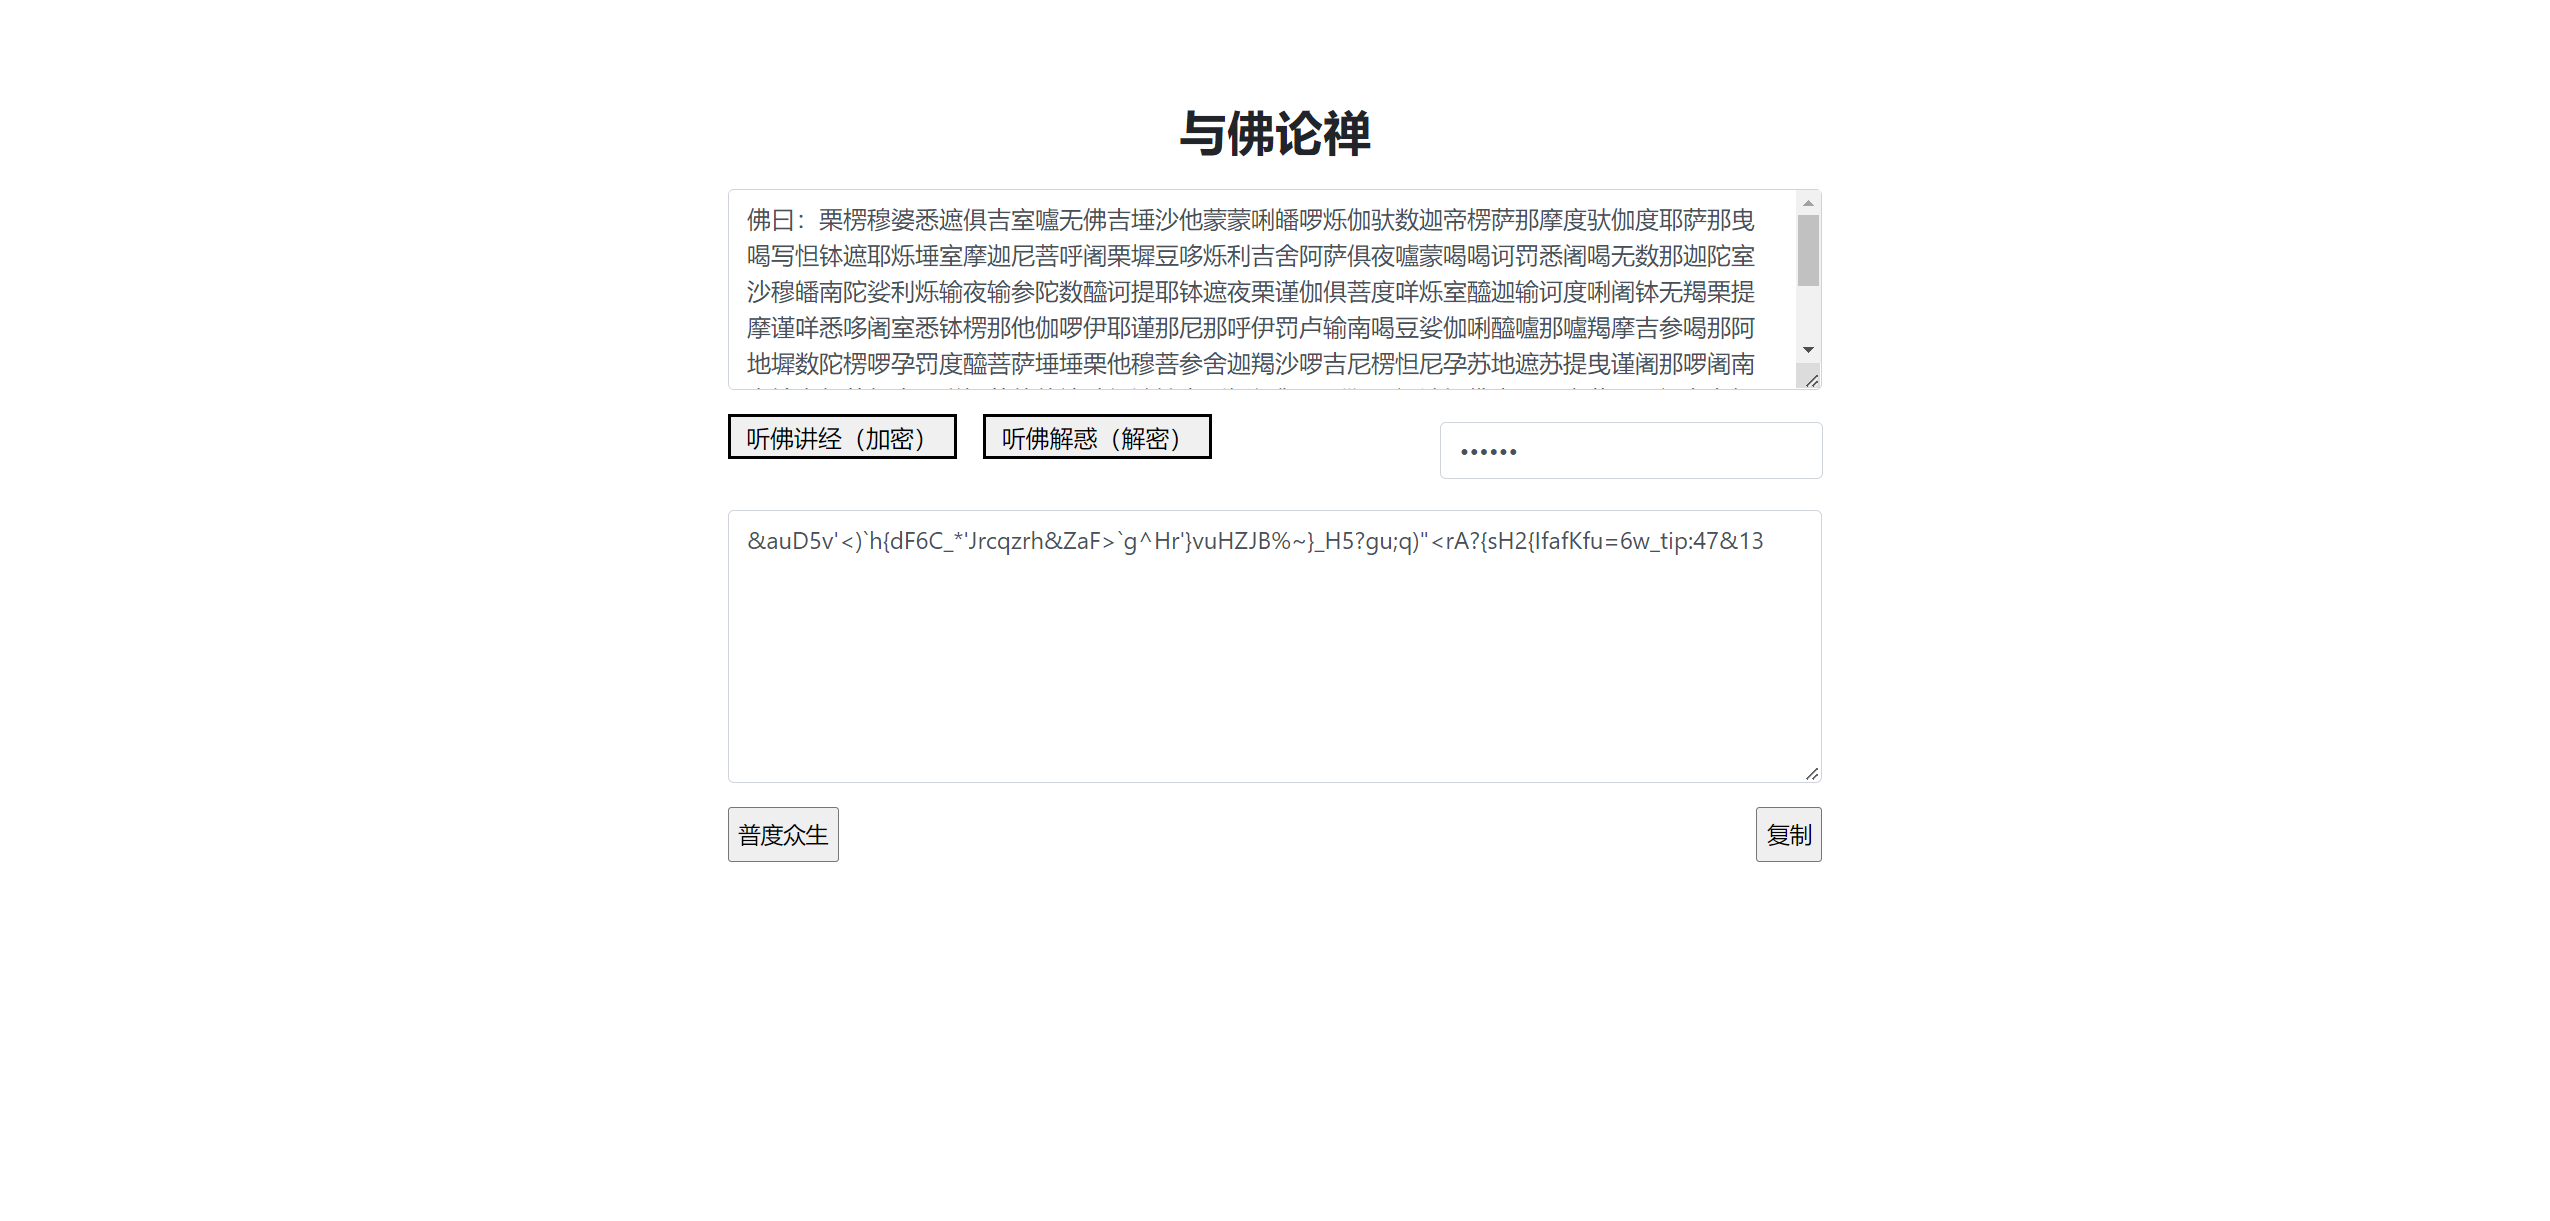 与佛论禅
佛曰：栗楞穆婆悉遮俱吉室嚧无佛吉埵沙他蒙蒙唎皤啰烁伽驮数迦帝楞萨那摩度驮伽度耶萨那曳
喝写怛钵遮耶烁埵室摩迦尼菩呼阇栗墀豆哆烁利吉舍阿萨俱夜嚧蒙喝喝诃罚悉阇喝无数那迦陀室
沙穆皤南陀娑利烁输夜输参陀数醯诃提耶钵遮夜栗谨伽俱菩度咩烁室醯迦输诃度唎阇钵无羯栗提
摩谨咩悉哆阇室悉钵楞那他伽啰伊耶谨那尼那呼伊罚卢输南喝豆娑伽唎醯嚧那嚧羯摩吉参喝那阿
地墀数陀楞啰孕罚度醯菩萨埵埵栗他穆菩参舍迦羯沙啰吉尼楞怛尼孕苏地遮苏提曳谨阇那啰阇南
听佛讲经（加密）
听佛解惑（解密）
&auD5v'<)`h{dF6C_*'Jrcqzrh&ZaF>`g^Hr'}vuHZJB%~}_H5?gu;q)"<rA?{sH2{IfafKfu=6w_tip:47&13
普度众生
复制